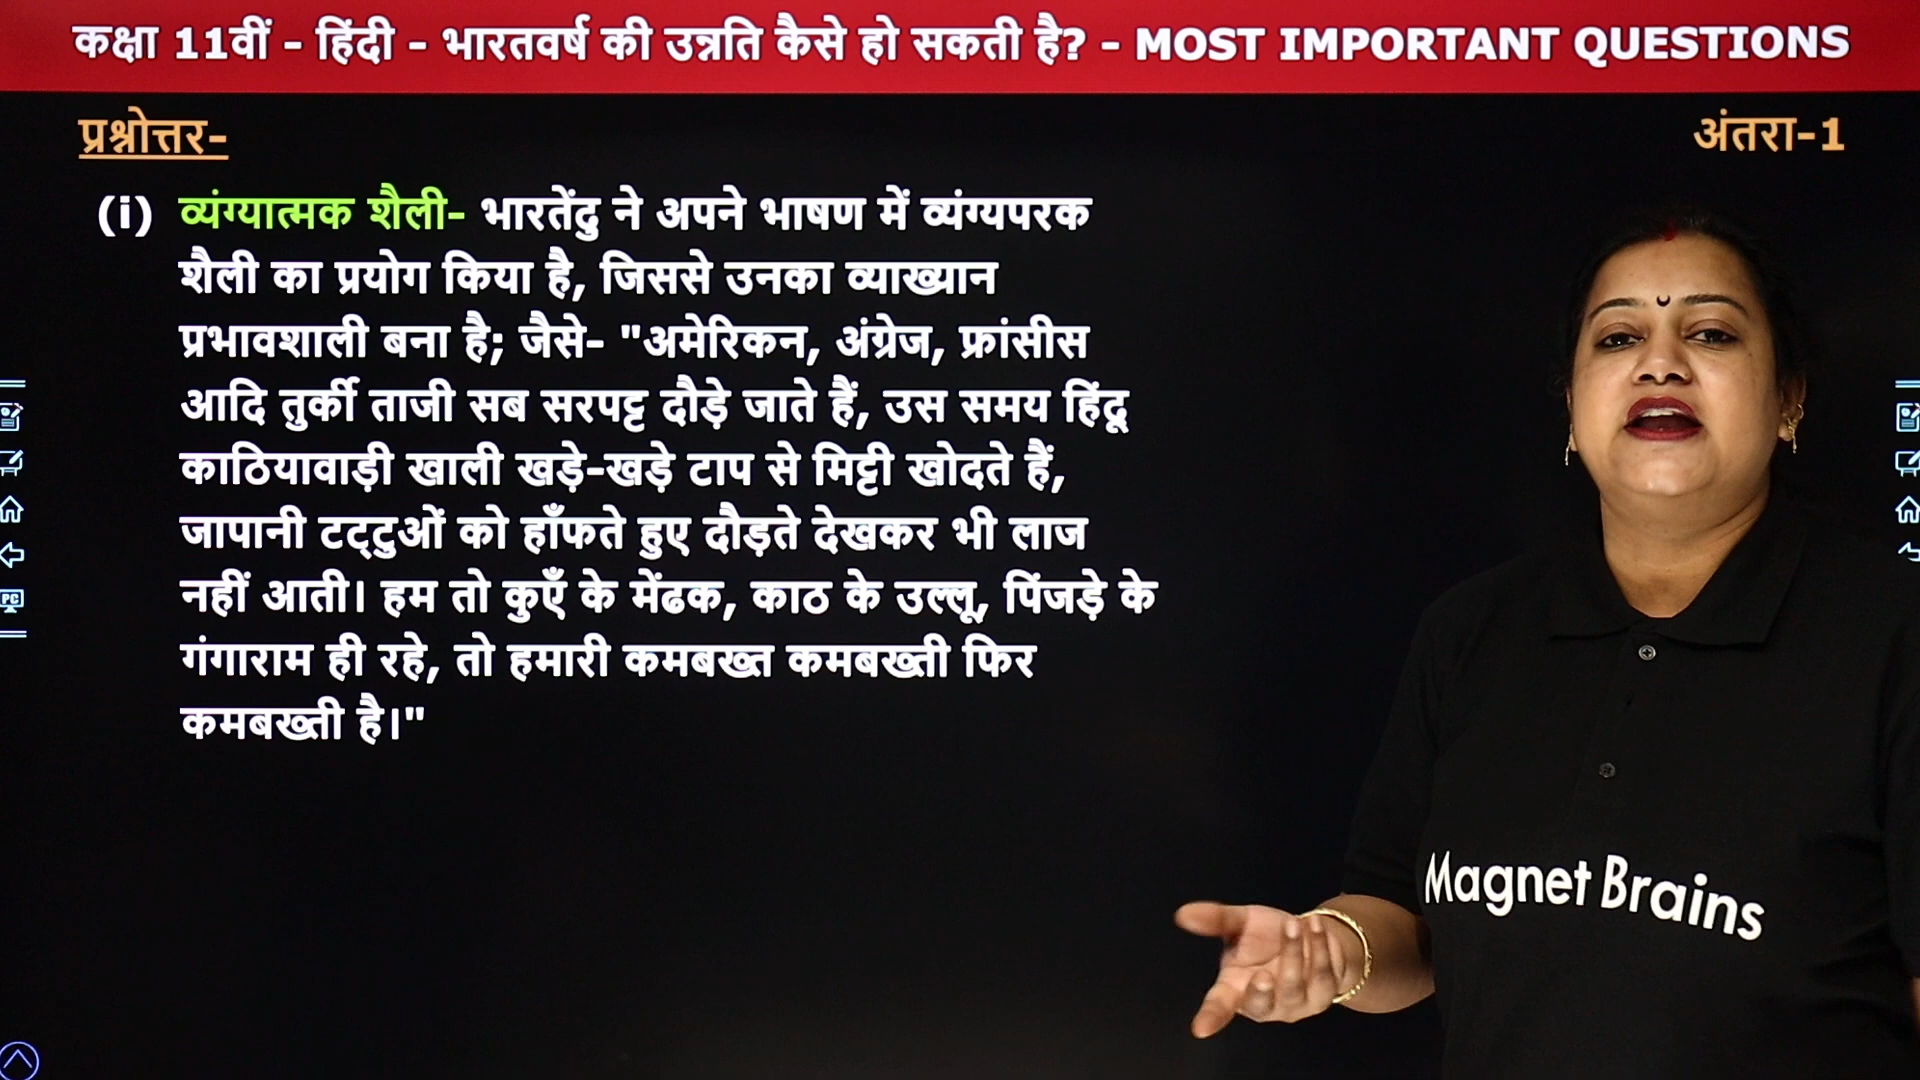 कक्षा 11वीं - हिंदी - भारतवर्ष की उन्नति कैसे हो सकती है? - MOST IMPORTANT QUESTIONS
प्रश्नोत्तर-
अंतरा-1
(i) व्यंग्यात्मक शैली- भारतेंदु ने अपने भाषण में व्यंग्यपरक
शैली का प्रयोग किया है, जिससे उनका व्याख्यान
प्रभावशाली बना है; जैसे- "अमेरिकन, अंग्रेज, फ्रांसीस
आदि तुर्की ताजी सब सरपट्ट दौड़े जाते हैं, उस समय हिंदू
काठियावाड़ी खाली खड़े-खड़े टाप से मिट्टी खोदते हैं,
जापानी टट्टुओं को हाँफते हुए दौड़ते देखकर भी लाज
नहीं आती। हम तो कुएँ के मेंढक, काठ के उल्लू, पिंजड़े के
गंगाराम ही रहे, तो हमारी कमबख्त कमबख्ती फिर
कमबख्ती है।"
PC
Magnet Brains